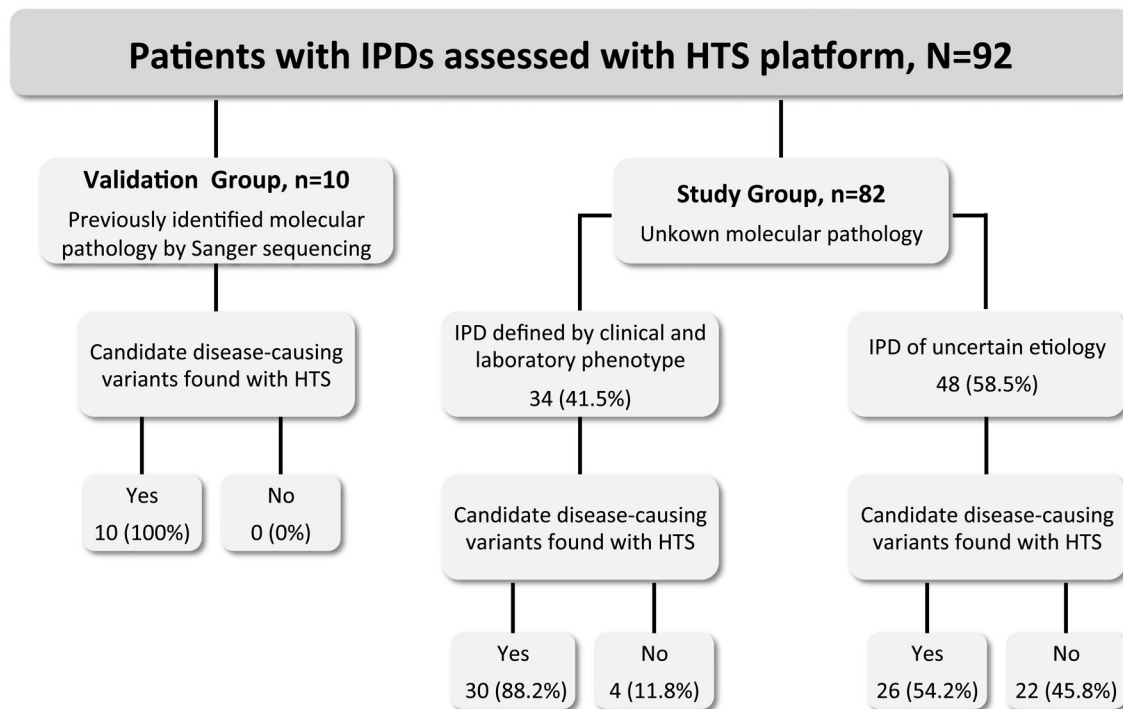 Patients with IPDs assessed with HTS platform, N=92
Validation Group, n=10
Previously identified molecular
pathology by Sanger sequencing
Candidate disease-causing
variants found with HTS
Yes
10 (100%)
No
0 (0%)
Study Group, n=82
Unkown molecular pathology
IPD defined by clinical and
laboratory phenotype
34 (41.5%)
Candidate disease-causing
variants found with HTS
Yes
30 (88.2%)
No
4 (11.8%)
IPD of uncertain etiology
48 (58.5%)
Candidate disease-causing
variants found with HTS
Yes
26 (54.2%)
No
22 (45.8%)